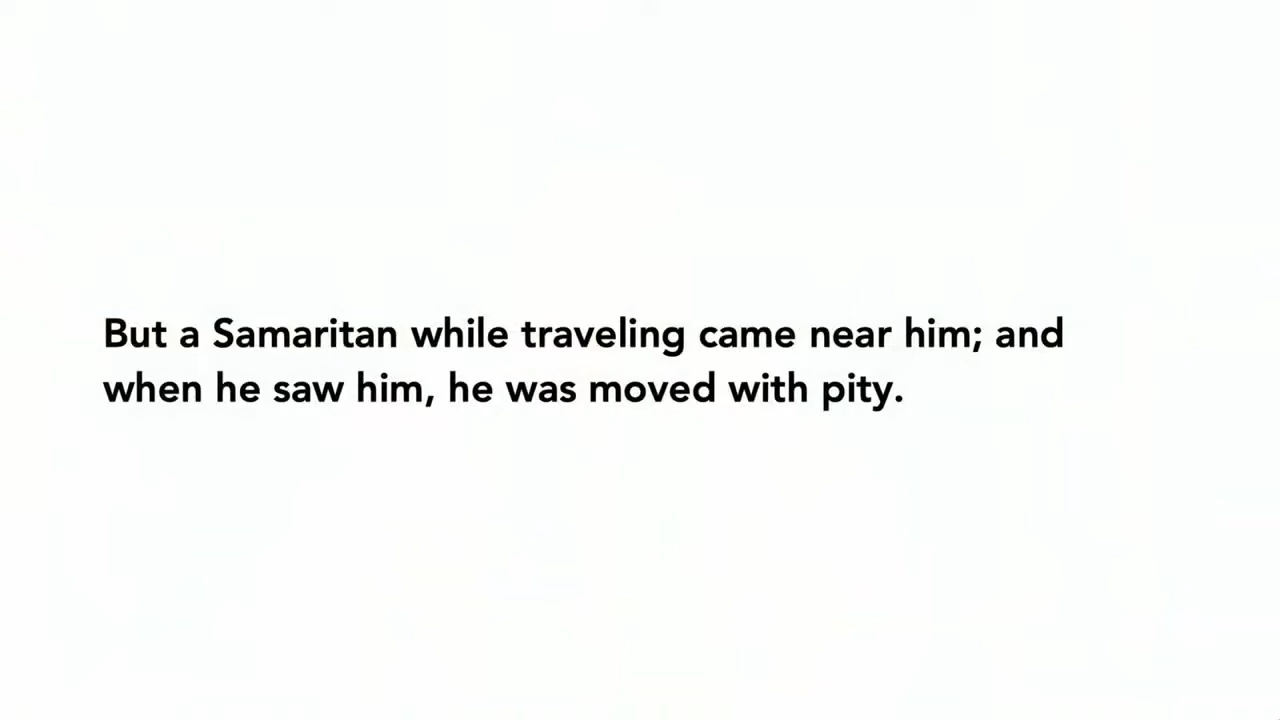 But a Samaritan while traveling came near him; and
when he saw him, he was moved with pity.